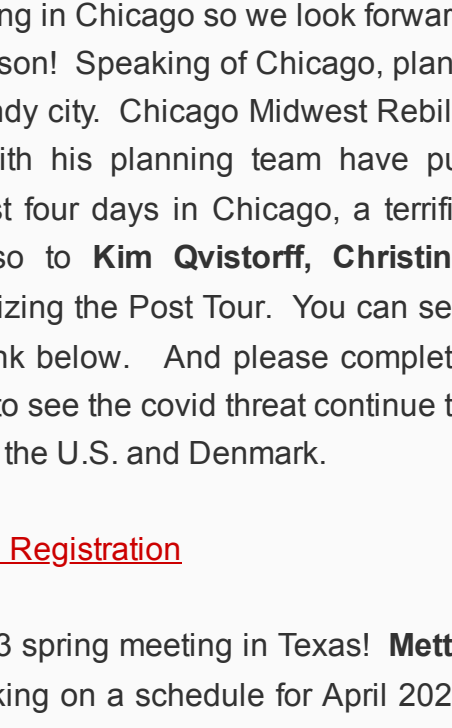 ng in Chicago so we look forwar
son! Speaking of Chicago, plan
ndy city. Chicago Midwest Rebil
ith his planning team have pu
st four days in Chicago, a terrifi
so to Kim Qvistorff, Christin
izing the Post Tour. You can se
nk below. And please complet
to see the covid threat continue t
the U.S. and Denmark.
Registration
3 spring meeting in Texas! Mett
king on a schedule for April 202